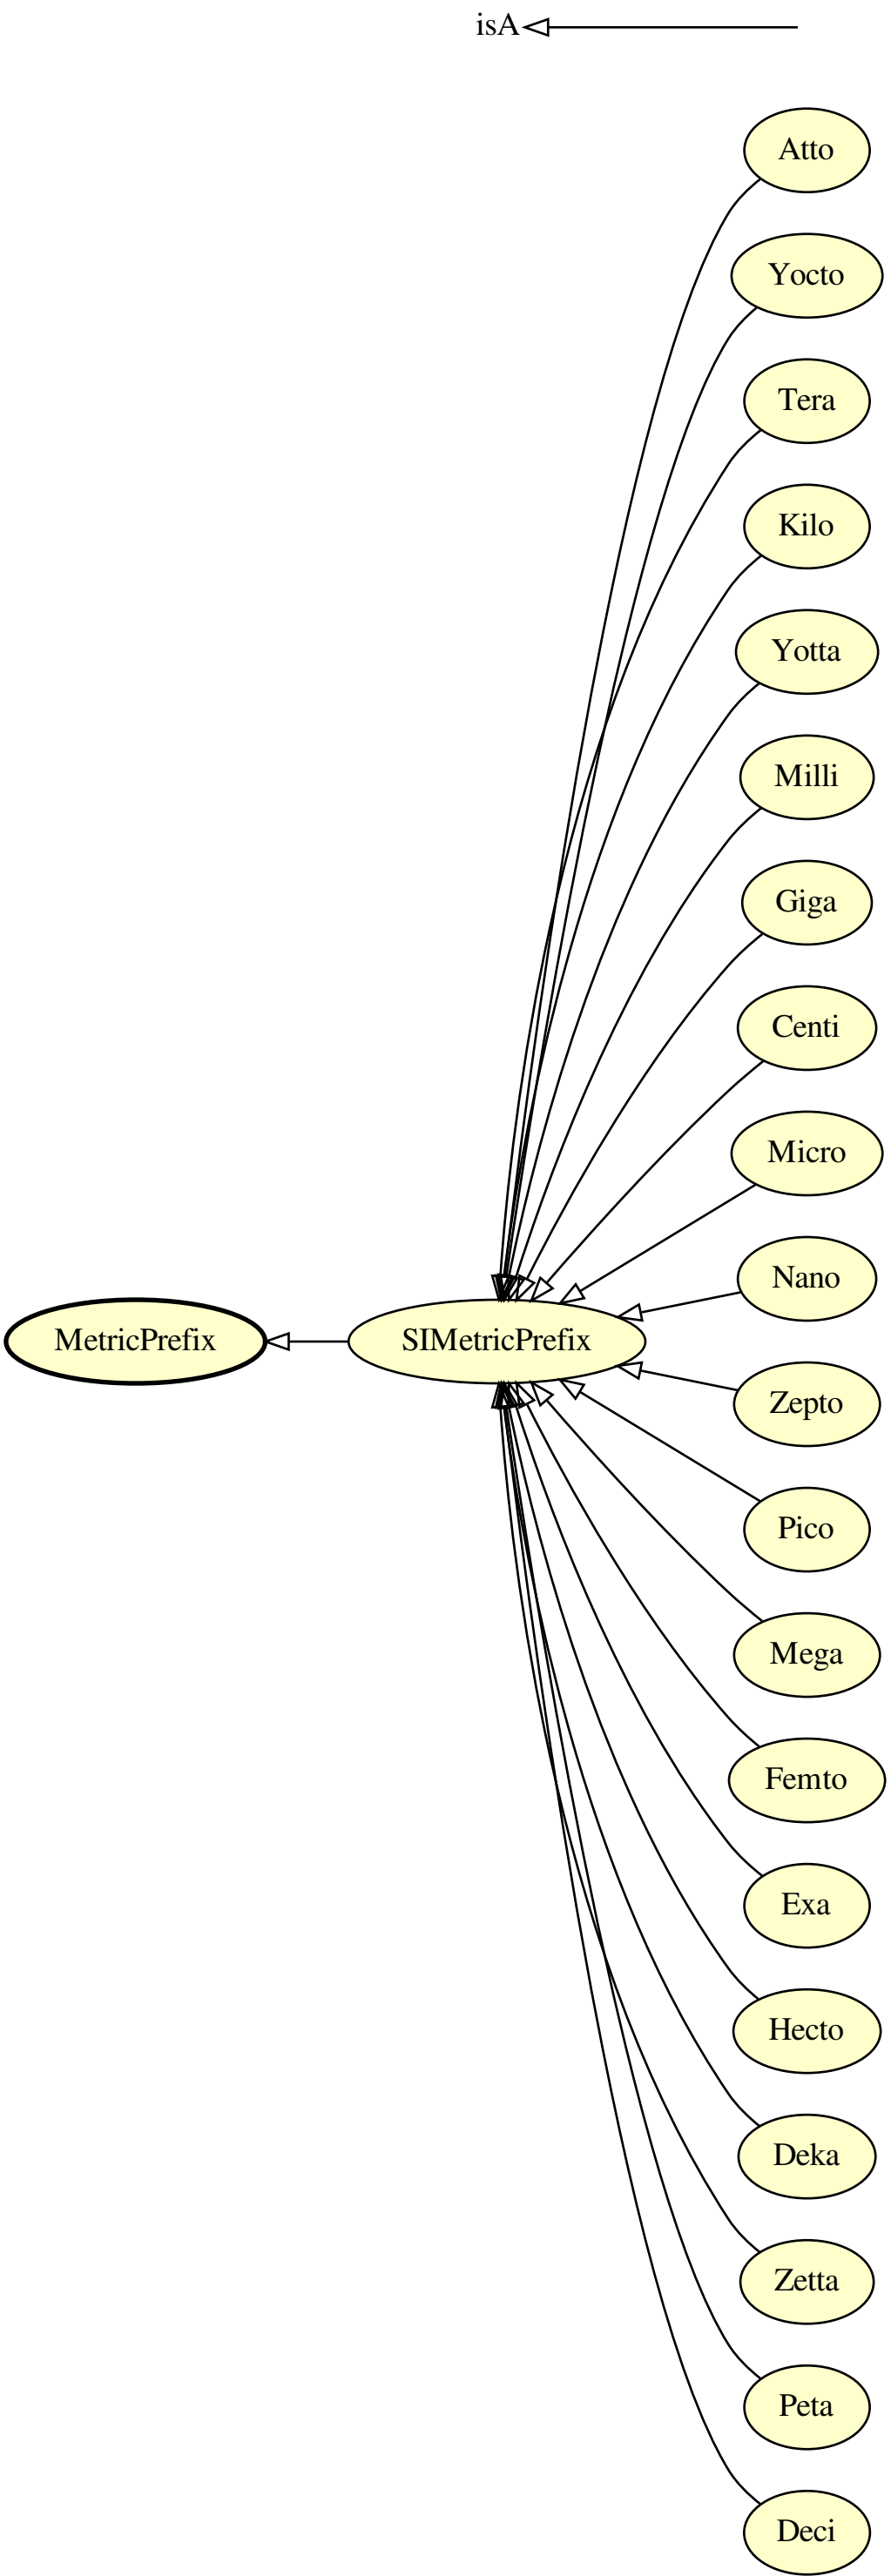 isA
Atto
Yocto
Tera
Kilo
Yotta
Milli
Giga
Centi
Micro
Nano
MetricPrefix
SIMetricPrefix
Zepto
Pico
Mega
Femto
Exa
Hecto
Deka
Zetta
Peta
Deci